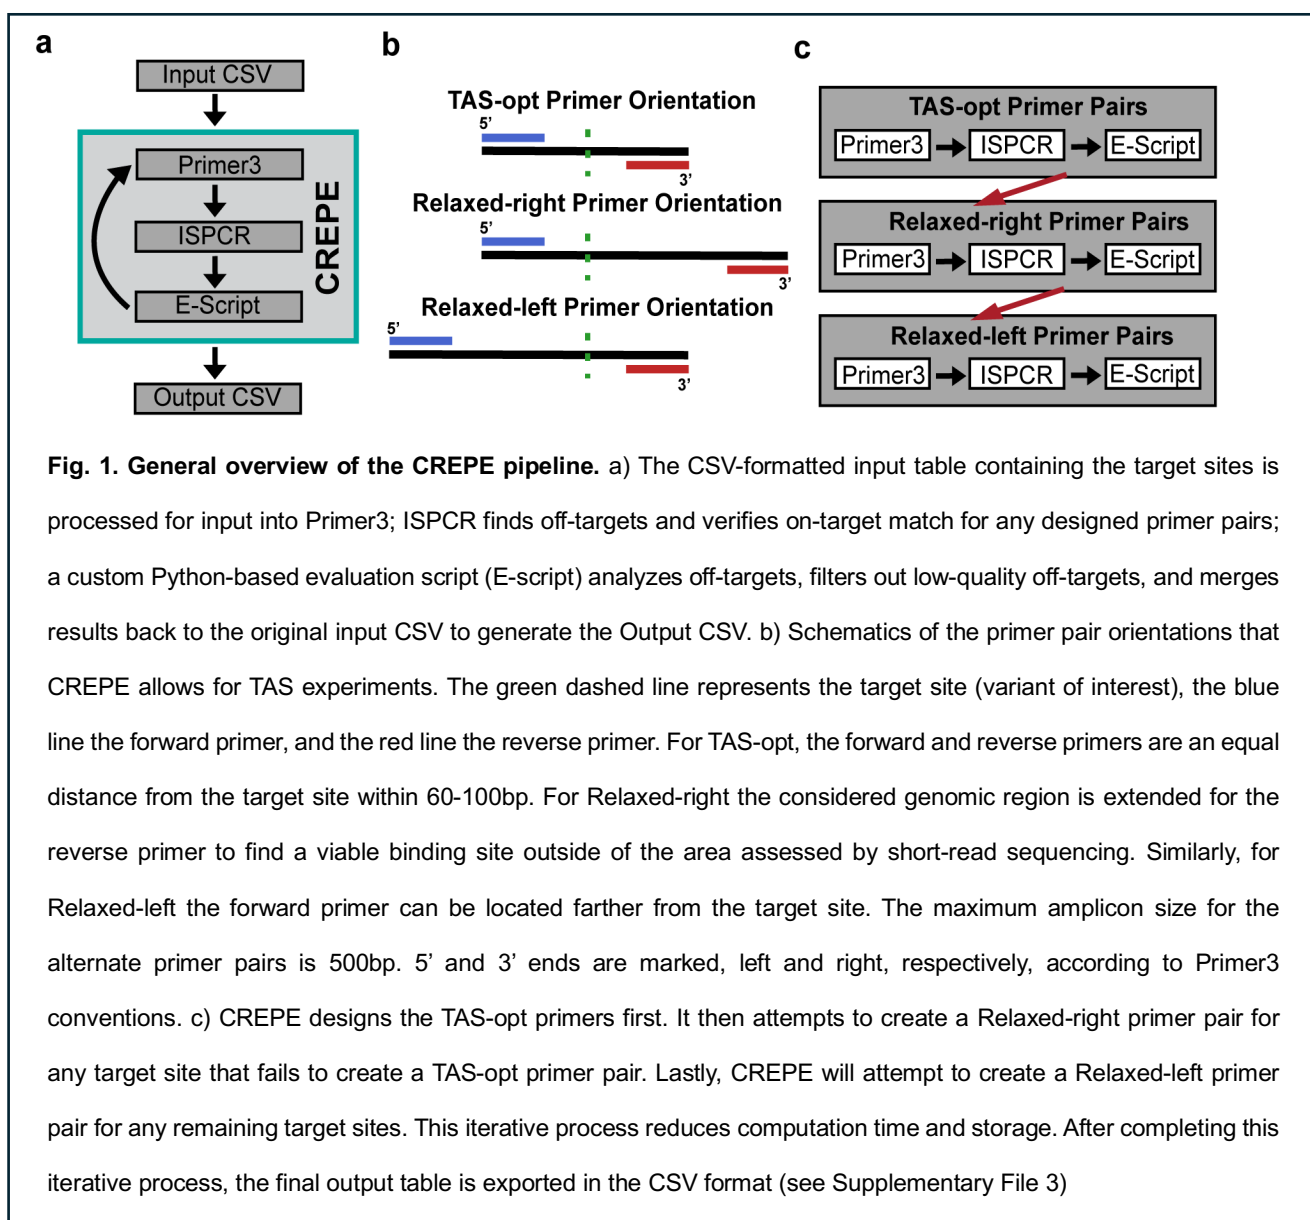 a
Input CSV
Primer3
ISPCR
E-Script
CREPE
Output CSV
b
TAS-opt Primer Orientation
5’
3’
Relaxed-right Primer Orientation
5’
3’
Relaxed-left Primer Orientation
5’
3’
c
TAS-opt Primer Pairs
Primer3 ISPCR E-Script
Relaxed-right Primer Pairs
Primer3 ISPCR E-Script
Relaxed-left Primer Pairs
Primer3 ISPCR E-Script
Fig. 1. General overview of the CREPE pipeline. a) The CSV-formatted input table containing the target sites is
processed for input into Primer3; ISPCR finds off-targets and verifies on-target match for any designed primer pairs;
a custom Python-based evaluation script (E-script) analyzes off-targets, filters out low-quality off-targets, and merges
results back to the original input CSV to generate the Output CSV. b) Schematics of the primer pair orientations that
CREPE allows for TAS experiments. The green dashed line represents the target site (variant of interest), the blue
line the forward primer, and the red line the reverse primer. For TAS-opt, the forward and reverse primers are an equal
distance from the target site within 60-100bp. For Relaxed-right the considered genomic region is extended for the
reverse primer to find a viable binding site outside of the area assessed by short-read sequencing. Similarly, for
Relaxed-left the forward primer can be located farther from the target site. The maximum amplicon size for the
alternate primer pairs is 500bp. 5’ and 3’ ends are marked, left and right, respectively, according to Primer3
conventions. c) CREPE designs the TAS-opt primers first. It then attempts to create a Relaxed-right primer pair for
any target site that fails to create a TAS-opt primer pair. Lastly, CREPE will attempt to create a Relaxed-left primer
pair for any remaining target sites. This iterative process reduces computation time and storage. After completing this
iterative process, the final output table is exported in the CSV format (see Supplementary File 3)